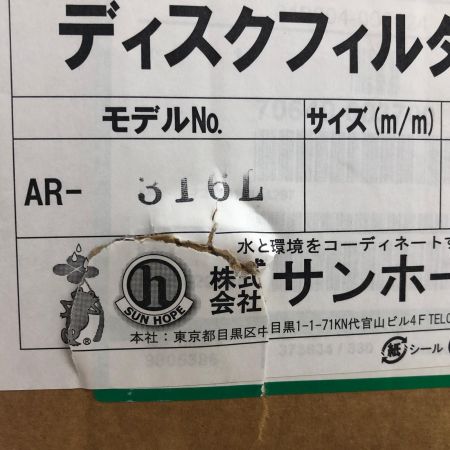 ディスクフィルタ
モデルNo. サイズ(m/m)
AR- 316L
水と環境をコーディネートす
株式会社 サンホー
h
SUN HOPE
本社：東京都目黒区中目黒1-1-71KN代官山ビル4F TEL0
紙 シール